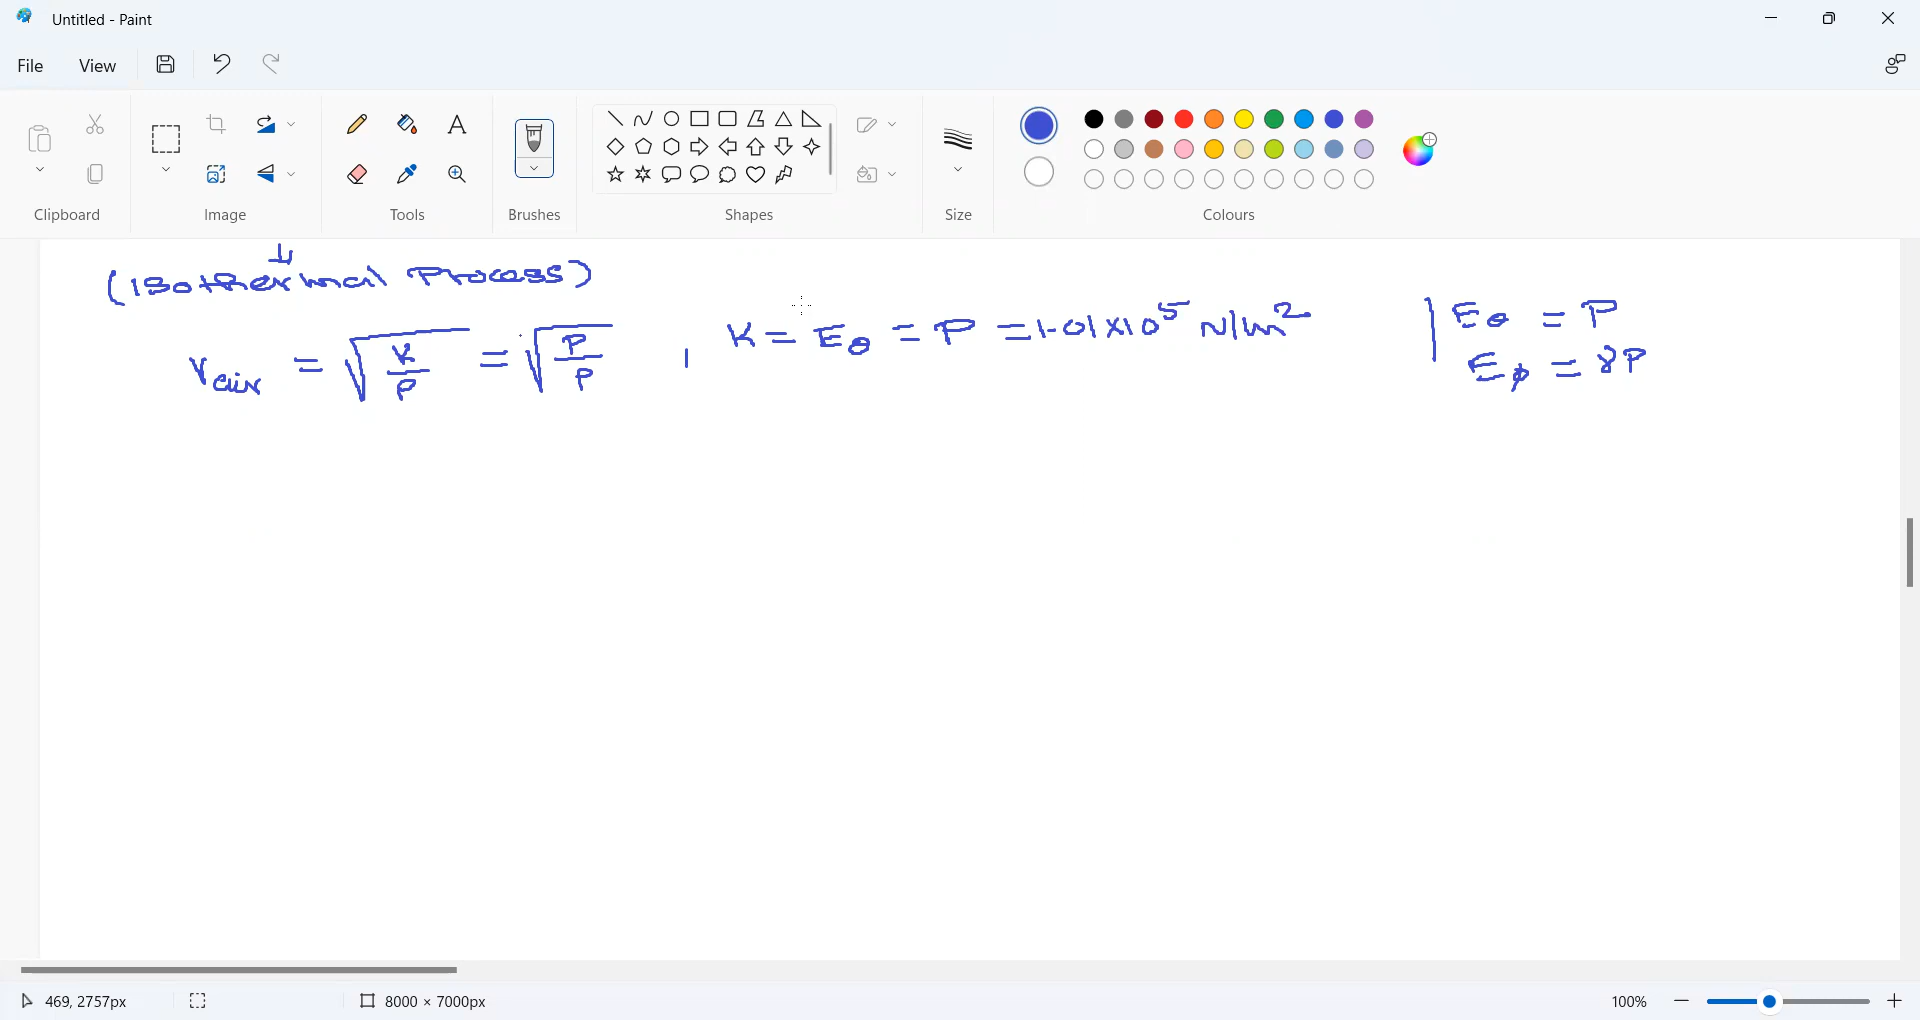 Untitled - Paint
File View
Clipboard Image Tools Brushes Shapes Size Colours
(isothermal Process)
K = Eθ = P = 1.01 x 10⁵ N/m² | Eθ = P
Vair = √(K/ρ) = √(P/ρ) , Eφ = γP
469, 2757px 8000 × 7000px 100%